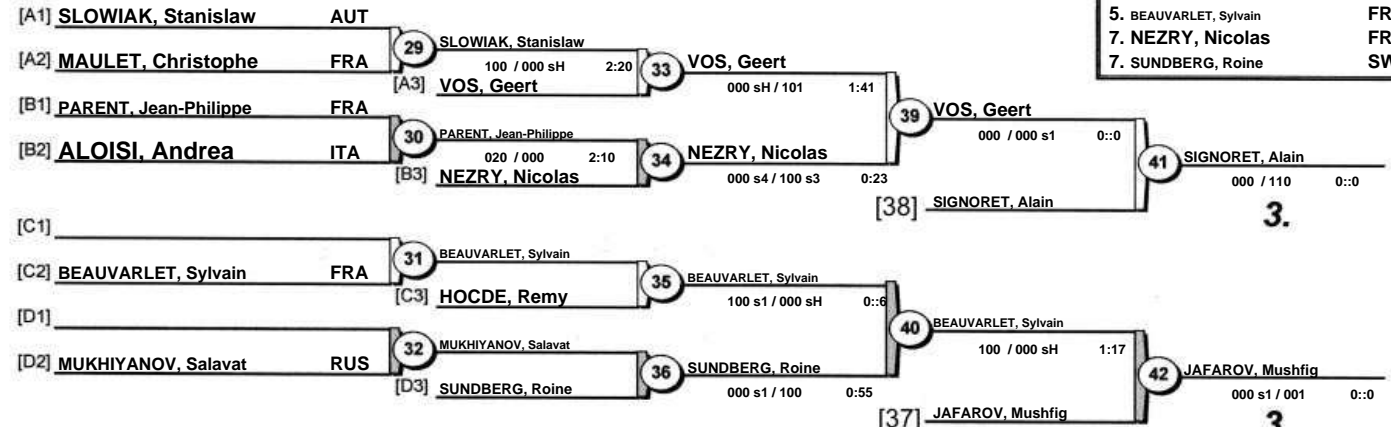 [A1] SLOWIAK, Stanislaw AUT
5. BEAUVARLET, Sylvain FR
29 SLOWIAK, Stanislaw
7. NEZRY, Nicolas FR
[A2] MAULET, Christophe FRA
100 / 000 sH 2:20 33 VOS, Geert
7. SUNDBERG, Roine SW
[A3] VOS, Geert
000 sH / 101 1:41
[B1] PARENT, Jean-Philippe FRA
39 VOS, Geert
30 PARENT, Jean-Philippe
000 / 000 s1 0::0
[B2] ALOISI, Andrea ITA
020 / 000 2:10 34 NEZRY, Nicolas
41 SIGNORET, Alain
[B3] NEZRY, Nicolas
000 s4 / 100 s3 0:23
000 / 110 0::0
[38] SIGNORET, Alain
3.
[C1]
31 BEAUVARLET, Sylvain
[C2] BEAUVARLET, Sylvain FRA
35 BEAUVARLET, Sylvain
[C3] HOCDE, Remy
100 s1 / 000 sH 0::6
[D1]
40 BEAUVARLET, Sylvain
32 MUKHIYANOV, Salavat
100 / 000 sH 1:17
[D2] MUKHIYANOV, Salavat RUS
36 SUNDBERG, Roine
42 JAFAROV, Mushfig
[D3] SUNDBERG, Roine
000 s1 / 100 0:55
000 s1 / 001 0::0
[37] JAFAROV, Mushfig
3.